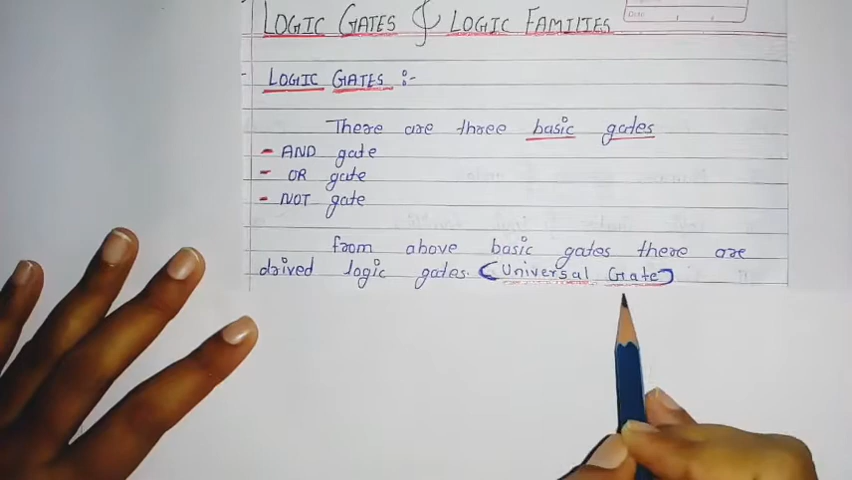 LOGIC GATES & LOGIC FAMILIES
Date
LOGIC GATES :-
There are three basic gates
- AND gate
- OR gate
- NOT gate
from above basic gates there are
drived logic gates. (Universal Gate)